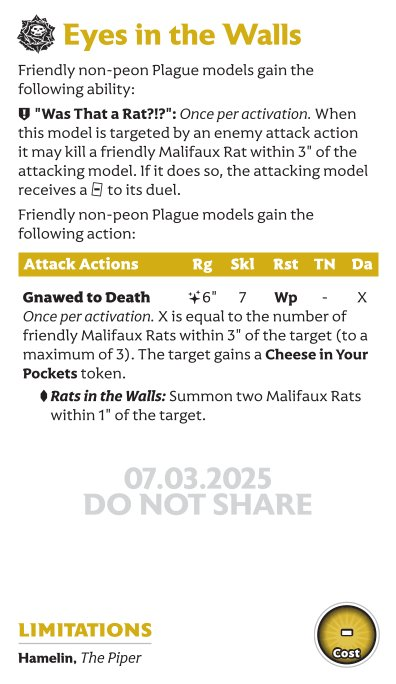 Eyes in the Walls
Friendly non-peon Plague models gain the
following ability:
"Was That a Rat?!?": Once per activation. When
this model is targeted by an enemy attack action
it may kill a friendly Malifaux Rat within 3" of the
attacking model. If it does so, the attacking model
receives a to its duel.
Friendly non-peon Plague models gain the
following action:
Attack Actions Rg Skl Rst TN Da
Gnawed to Death 6" 7 Wp - X
Once per activation. X is equal to the number of
friendly Malifaux Rats within 3" of the target (to a
maximum of 3). The target gains a Cheese in Your
Pockets token.
Rats in the Walls: Summon two Malifaux Rats
within 1" of the target.
07.03.2025
DO NOT SHARE
LIMITATIONS
Hamelin, The Piper
-
Cost